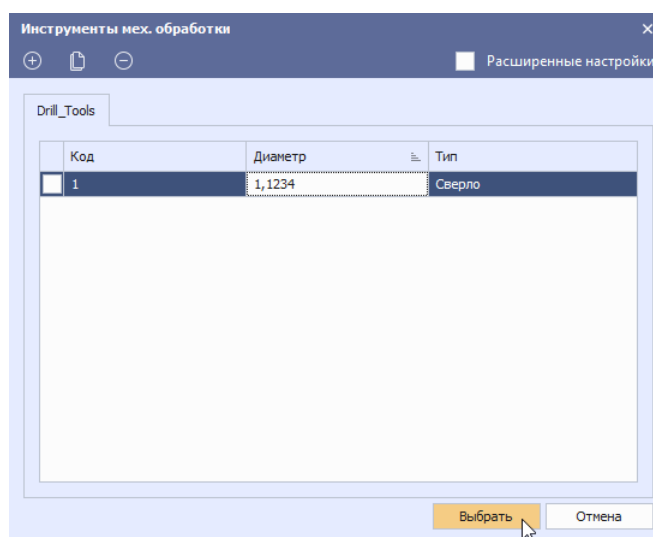 Инструменты мех. обработки
Расширенные настройки
Drill_Tools
Код Диаметр Тип
1 1,1234 Сверло
Выбрать Отмена